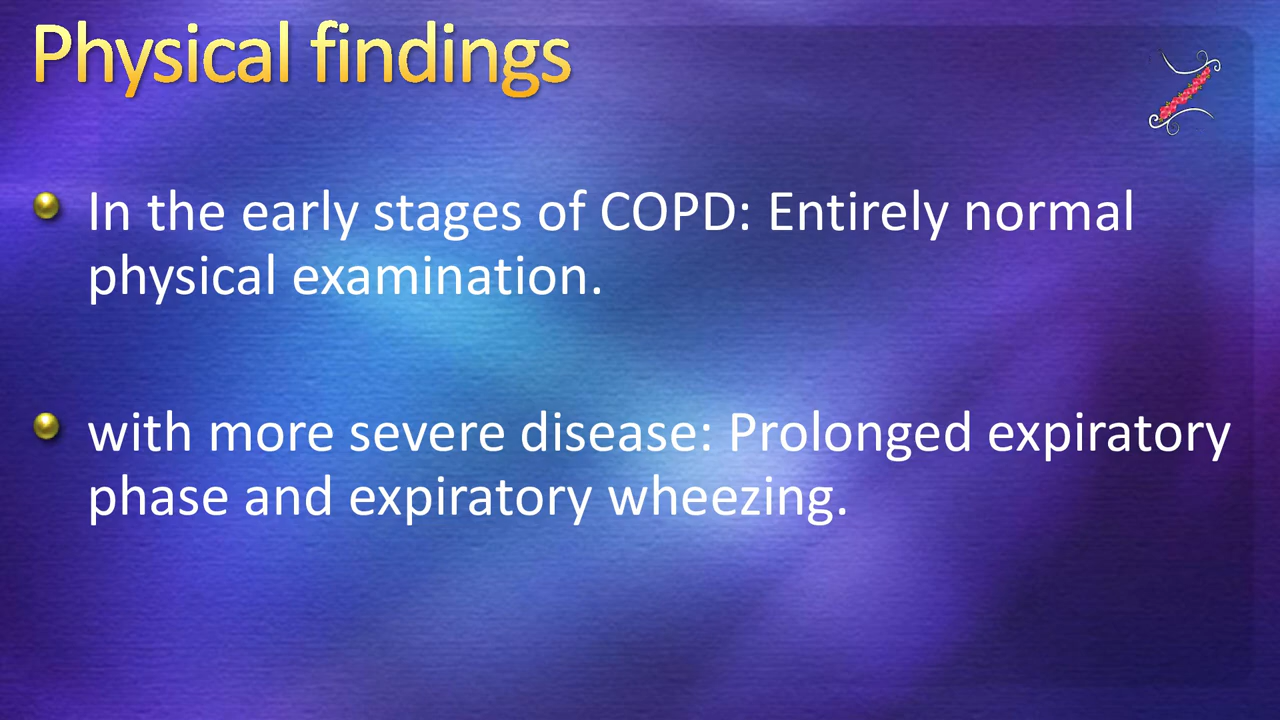 Physical findings
In the early stages of COPD: Entirely normal
physical examination.
with more severe disease: Prolonged expiratory
phase and expiratory wheezing.